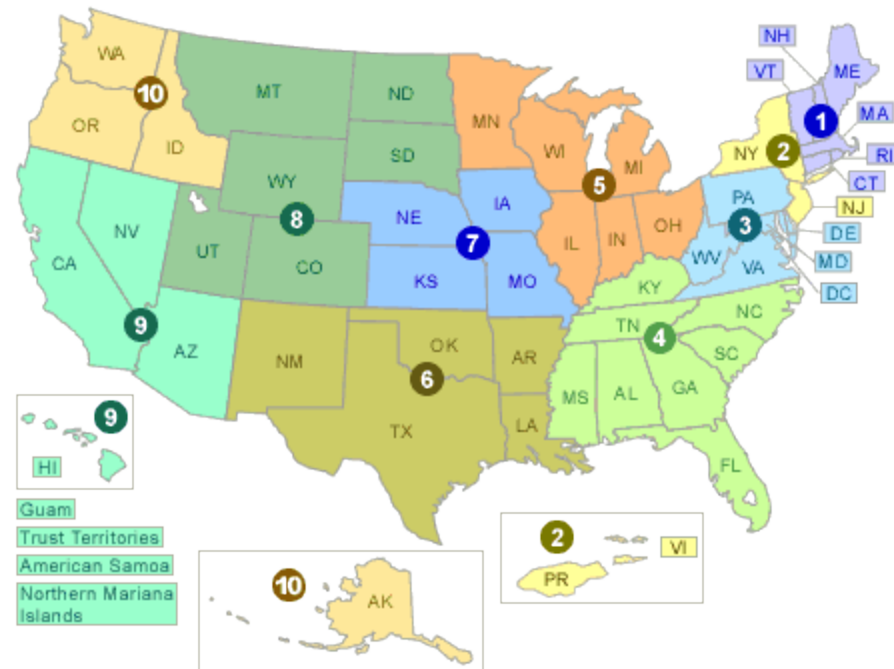 NH
WA
VT
ME
MT
ND
10
MN
1
MA
OR
ID
WI
MI
NY
2
RI
SD
CT
WY
5
PA
IA
NE
NJ
8
3
OH
NV
7
IL
IN
DE
UT
WV
CA
CO
VA
MD
KS
MO
KY
DC
NC
9
TN
4
AZ
OK
SC
NM
AR
6
GA
MS
AL
9
TX
LA
HI
FL
Guam
Trust Territories
2
American Samoa
VI
10
PR
Northern Mariana
Islands
AK